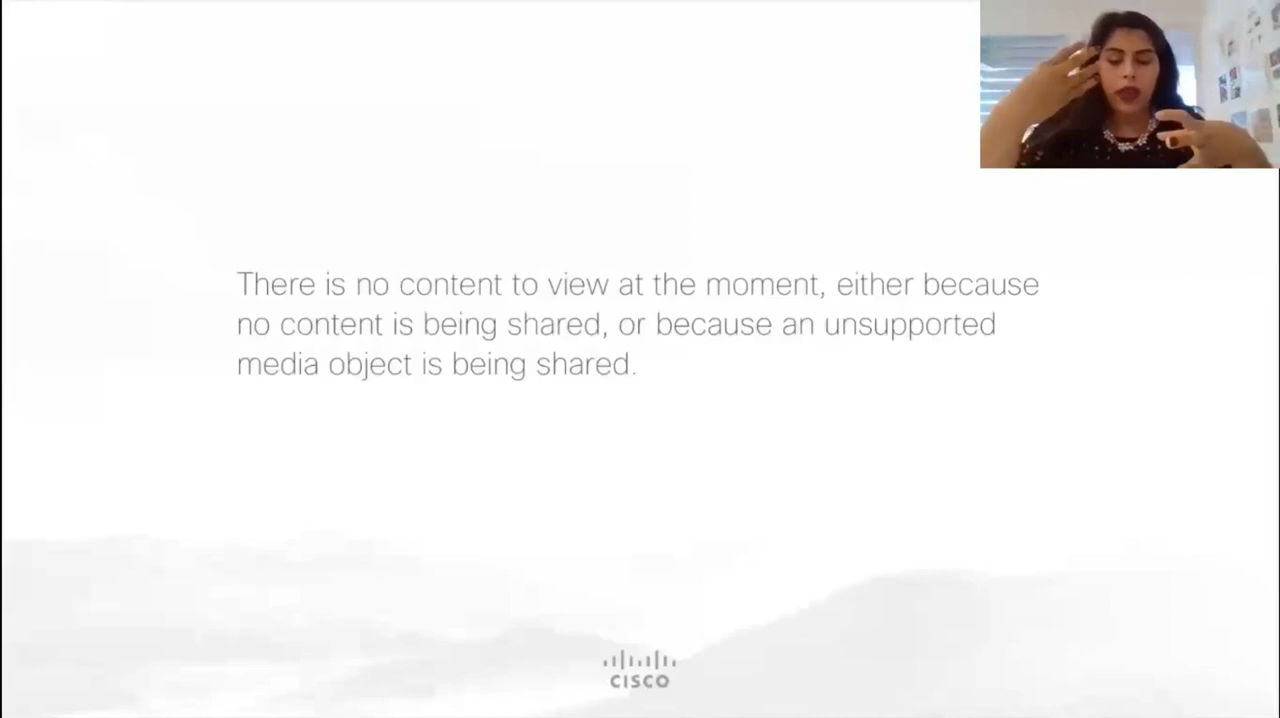 There is no content to view at the moment, either because
no content is being shared, or because an unsupported
media object is being shared.
CISCO